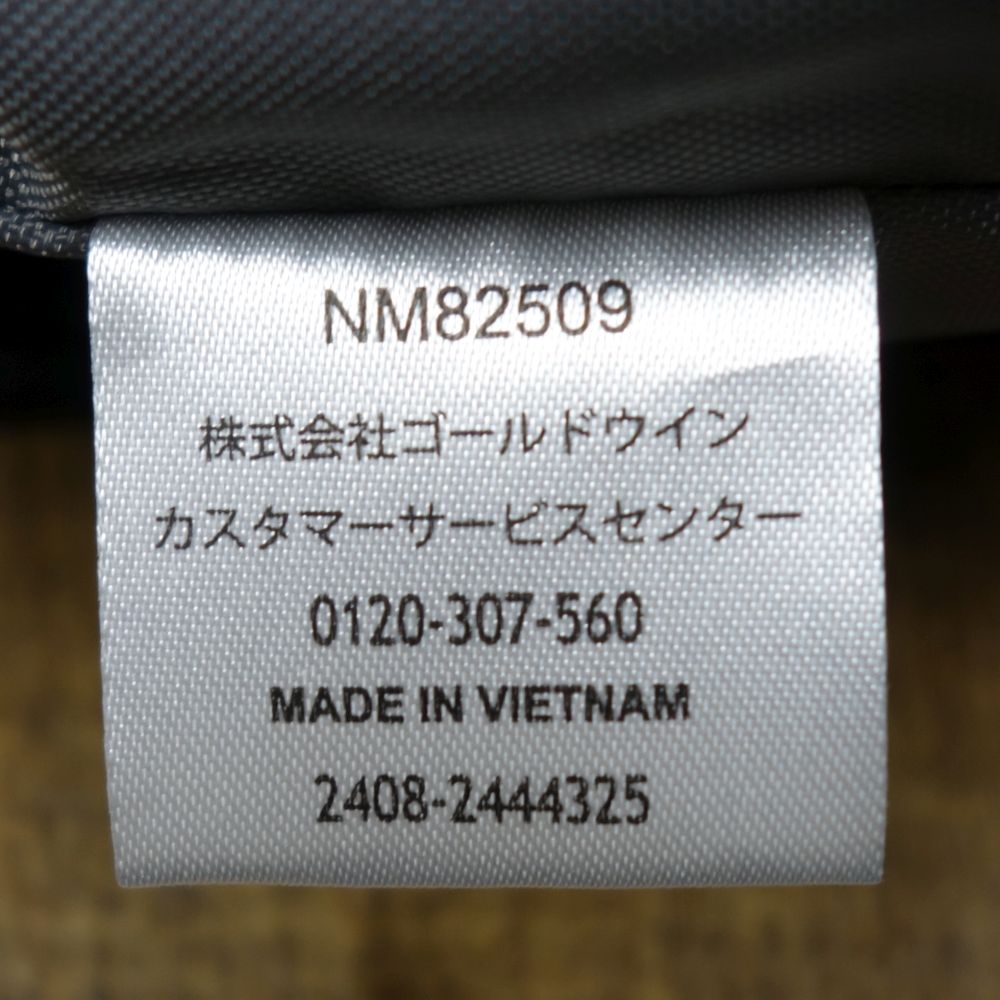 NM82509
株式会社ゴールドウイン
カスタマーサービスセンター
0120-307-560
MADE IN VIETNAM
2408-2444325